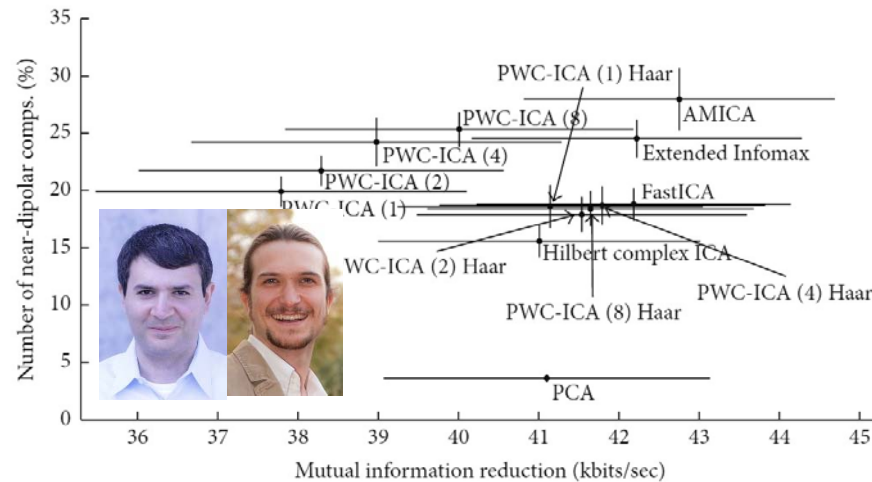 35
30
25
20
15
10
5
0
Number of near-dipolar comps. (%)
PWC-ICA (1) Haar
AMICA
PWC-ICA (8)
Extended Infomax
PWC-ICA (4)
PWC-ICA (2)
FastICA
PWC-ICA (1)
Hilbert complex ICA
WC-ICA (2) Haar
PWC-ICA (4) Haar
PWC-ICA (8) Haar
PCA
36 37 38 39 40 41 42 43 44 45
Mutual information reduction (kbits/sec)